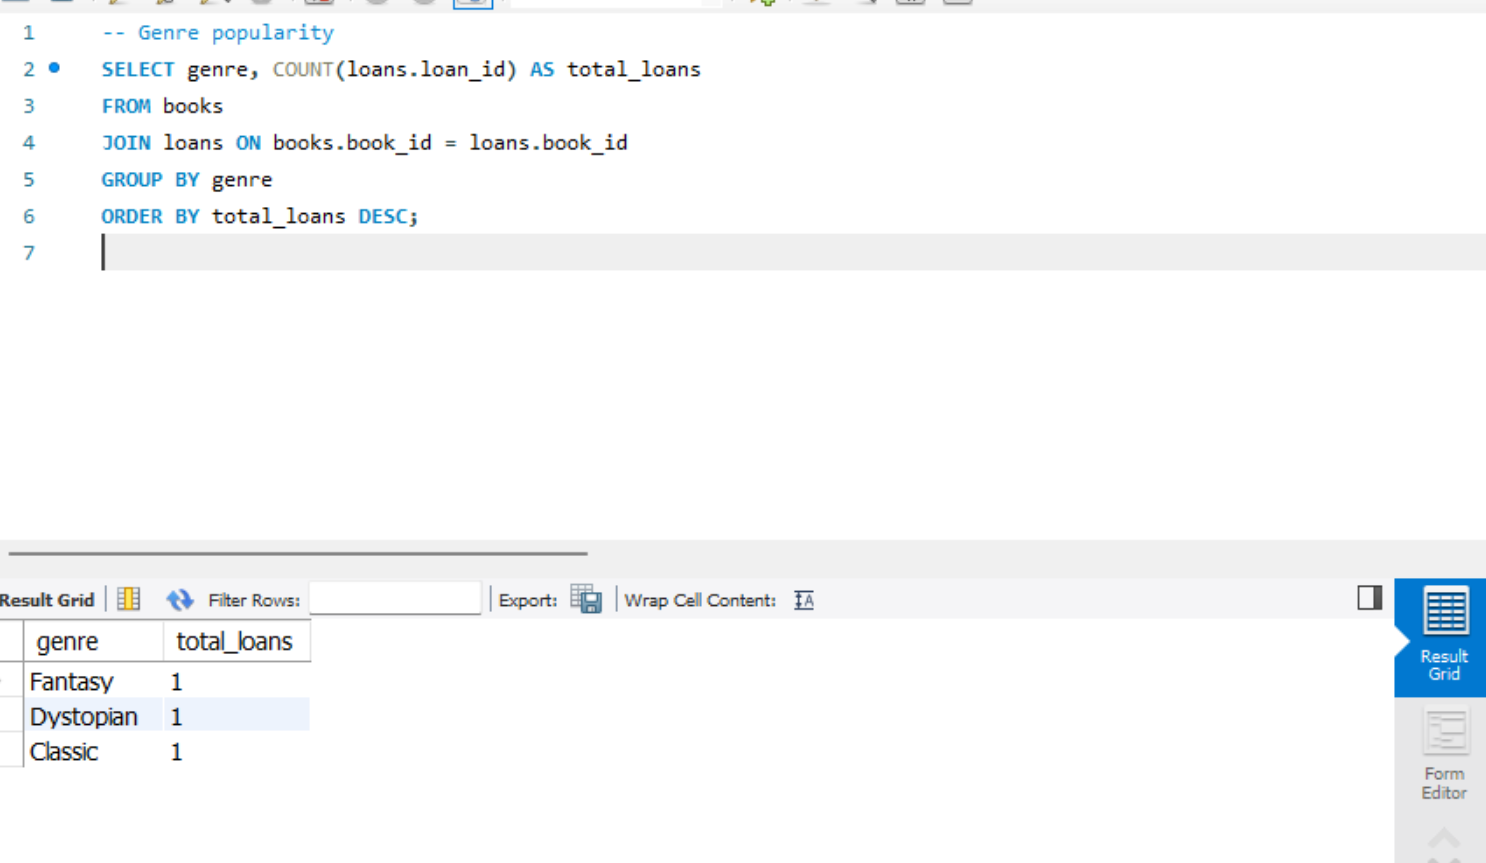 1 -- Genre popularity
2 SELECT genre, COUNT(loans.loan_id) AS total_loans
3 FROM books
4 JOIN loans ON books.book_id = loans.book_id
5 GROUP BY genre
6 ORDER BY total_loans DESC;
7
Result Grid Filter Rows: Export: Wrap Cell Content:
genre total_loans
Fantasy 1
Dystopian 1
Classic 1
Result
Grid
Form
Editor